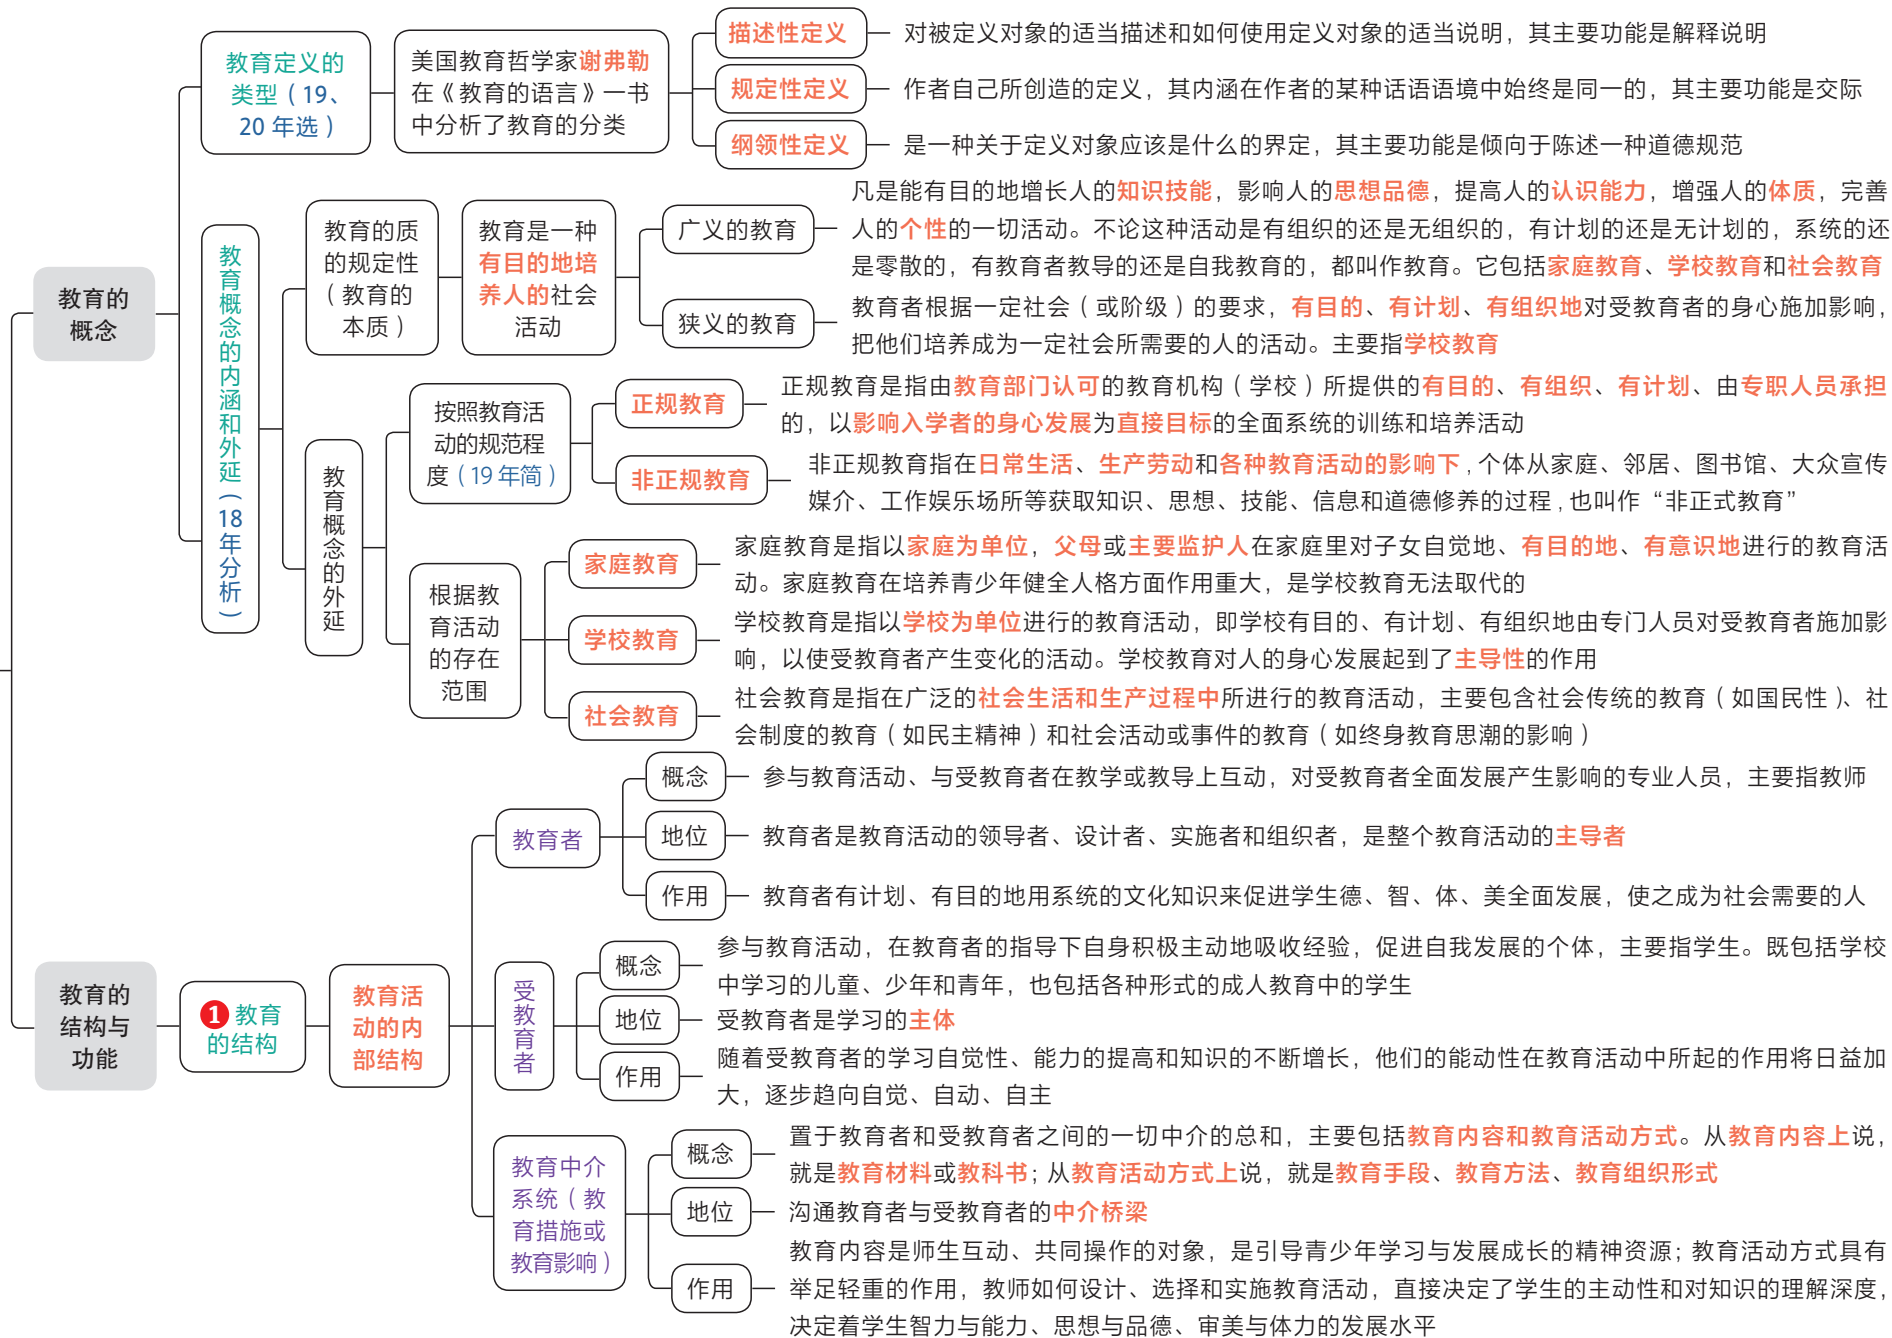 教育的
概念
教育定义的
类型（19、
20 年选）
美国教育哲学家谢弗勒
在《教育的语言》一书
中分析了教育的分类
描述性定义
对被定义对象的适当描述和如何使用定义对象的适当说明，其主要功能是解释说明
规定性定义
作者自己所创造的定义，其内涵在作者的某种话语语境中始终是同一的，其主要功能是交际
纲领性定义
是一种关于定义对象应该是什么的界定，其主要功能是倾向于陈述一种道德规范
教育概念的内涵和外延（18年分析）
教育的质
的规定性
（教育的
本质）
教育是一种
有目的地培
养人的社会
活动
广义的教育
凡是能有目的地增长人的知识技能，影响人的思想品德，提高人的认识能力，增强人的体质，完善
人的个性的一切活动。不论这种活动是有组织的还是无组织的，有计划的还是无计划的，系统的还
是零散的，有教育者教导的还是自我教育的，都叫作教育。它包括家庭教育、学校教育和社会教育
狭义的教育
教育者根据一定社会（或阶级）的要求，有目的、有计划、有组织地对受教育者的身心施加影响，
把他们培养成为一定社会所需要的人的活动。主要指学校教育
教育概念的外延
按照教育活
动的规范程
度（19 年简）
正规教育
正规教育是指由教育部门认可的教育机构（学校）所提供的有目的、有组织、有计划、由专职人员承担
的，以影响入学者的身心发展为直接目标的全面系统的训练和培养活动
非正规教育
非正规教育指在日常生活、生产劳动和各种教育活动的影响下，个体从家庭、邻居、图书馆、大众宣传
媒介、工作娱乐场所等获取知识、思想、技能、信息和道德修养的过程，也叫作“非正式教育”
根据教
育活动
的存在
范围
家庭教育
家庭教育是指以家庭为单位，父母或主要监护人在家庭里对子女自觉地、有目的地、有意识地进行的教育活
动。家庭教育在培养青少年健全人格方面作用重大，是学校教育无法取代的
学校教育
学校教育是指以学校为单位进行的教育活动，即学校有目的、有计划、有组织地由专门人员对受教育者施加影
响，以使受教育者产生变化的活动。学校教育对人的身心发展起到了主导性的作用
社会教育
社会教育是指在广泛的社会生活和生产过程中所进行的教育活动，主要包含社会传统的教育（如国民性）、社
会制度的教育（如民主精神）和社会活动或事件的教育（如终身教育思潮的影响）
教育的
结构与
功能
1 教育
的结构
教育活
动的内
部结构
教育者
概念
参与教育活动、与受教育者在教学或教导上互动，对受教育者全面发展产生影响的专业人员，主要指教师
地位
教育者是教育活动的领导者、设计者、实施者和组织者，是整个教育活动的主导者
作用
教育者有计划、有目的地用系统的文化知识来促进学生德、智、体、美全面发展，使之成为社会需要的人
受教育者
概念
参与教育活动，在教育者的指导下自身积极主动地吸收经验，促进自我发展的个体，主要指学生。既包括学校
中学习的儿童、少年和青年，也包括各种形式的成人教育中的学生
地位
受教育者是学习的主体
作用
随着受教育者的学习自觉性、能力的提高和知识的不断增长，他们的能动性在教育活动中所起的作用将日益加
大，逐步趋向自觉、自动、自主
教育中介
系统（教
育措施或
教育影响）
概念
置于教育者和受教育者之间的一切中介的总和，主要包括教育内容和教育活动方式。从教育内容上说，
就是教育材料或教科书；从教育活动方式上说，就是教育手段、教育方法、教育组织形式
地位
沟通教育者与受教育者的中介桥梁
作用
教育内容是师生互动、共同操作的对象，是引导青少年学习与发展成长的精神资源；教育活动方式具有
举足轻重的作用，教师如何设计、选择和实施教育活动，直接决定了学生的主动性和对知识的理解深度，
决定着学生智力与能力、思想与品德、审美与体力的发展水平